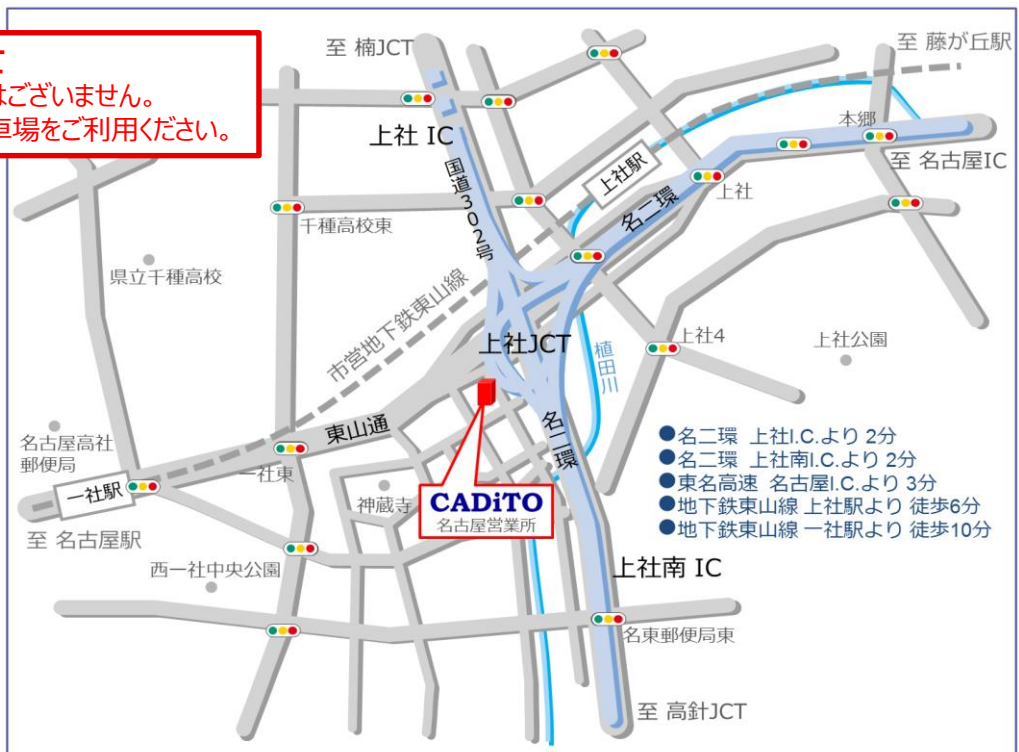 はございません。
車場をご利用ください。
至 楠JCT
至 藤が丘駅
上社 IC
本郷
至 名古屋IC
上社駅
上社
国道302号
名二環
千種高校東
県立千種高校
市営地下鉄東山線
上社JCT
植田川
上社4
上社公園
東山通
名古屋高社
郵便局
一社東
一社駅
至 名古屋駅
神蔵寺
CADiTO
名古屋営業所
名二環
●名二環 上社I.C.より 2分
●名二環 上社南I.C.より 2分
●東名高速 名古屋I.C.より 3分
●地下鉄東山線 上社駅より 徒歩6分
●地下鉄東山線 一社駅より 徒歩10分
西一社中央公園
上社南 IC
名東郵便局東
至 高針JCT